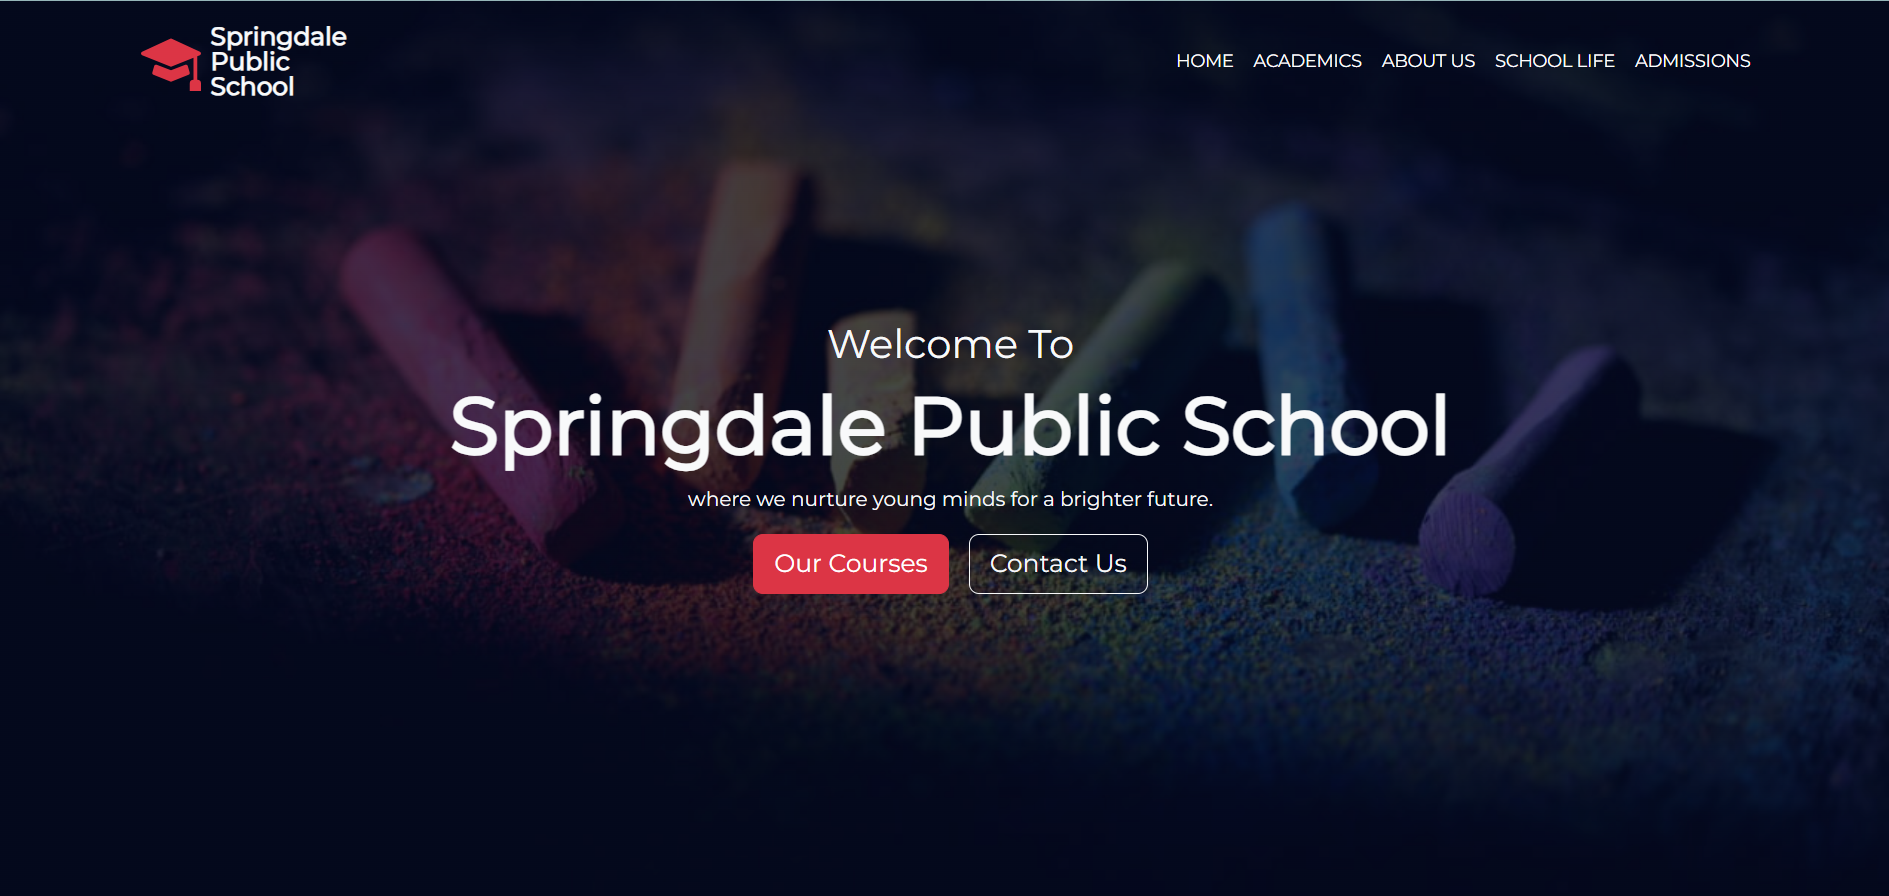 Springdale
Public
School
HOME ACADEMICS ABOUT US SCHOOL LIFE ADMISSIONS
Welcome To
Springdale Public School
where we nurture young minds for a brighter future.
Our Courses Contact Us